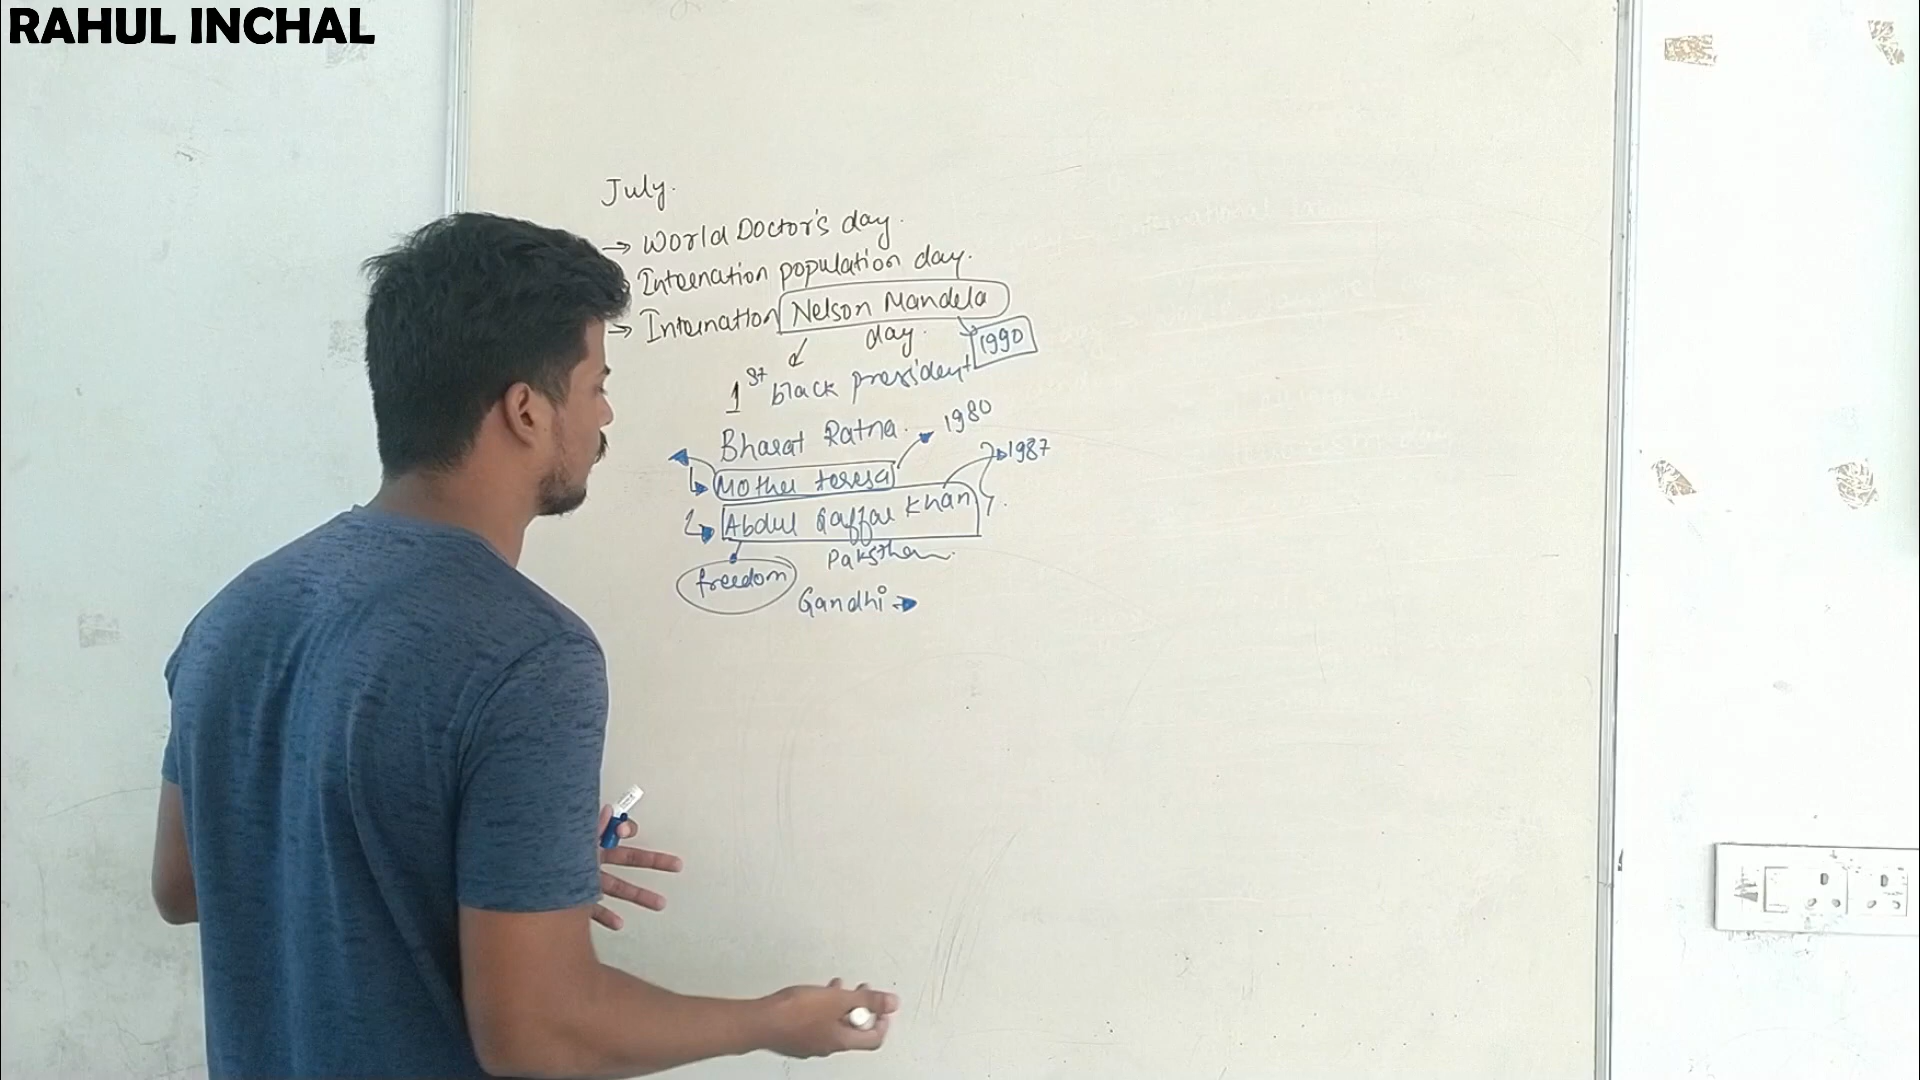 RAHUL INCHAL
July.
→ World Doctor's day.
Internation population day.
→ Internation Nelson Mandela
day.
1990
1st black president
Bharat Ratna.
1980
Mother teresa
1987
Abdul Gaffar Khan
Paksthan.
freedom
Gandhi →